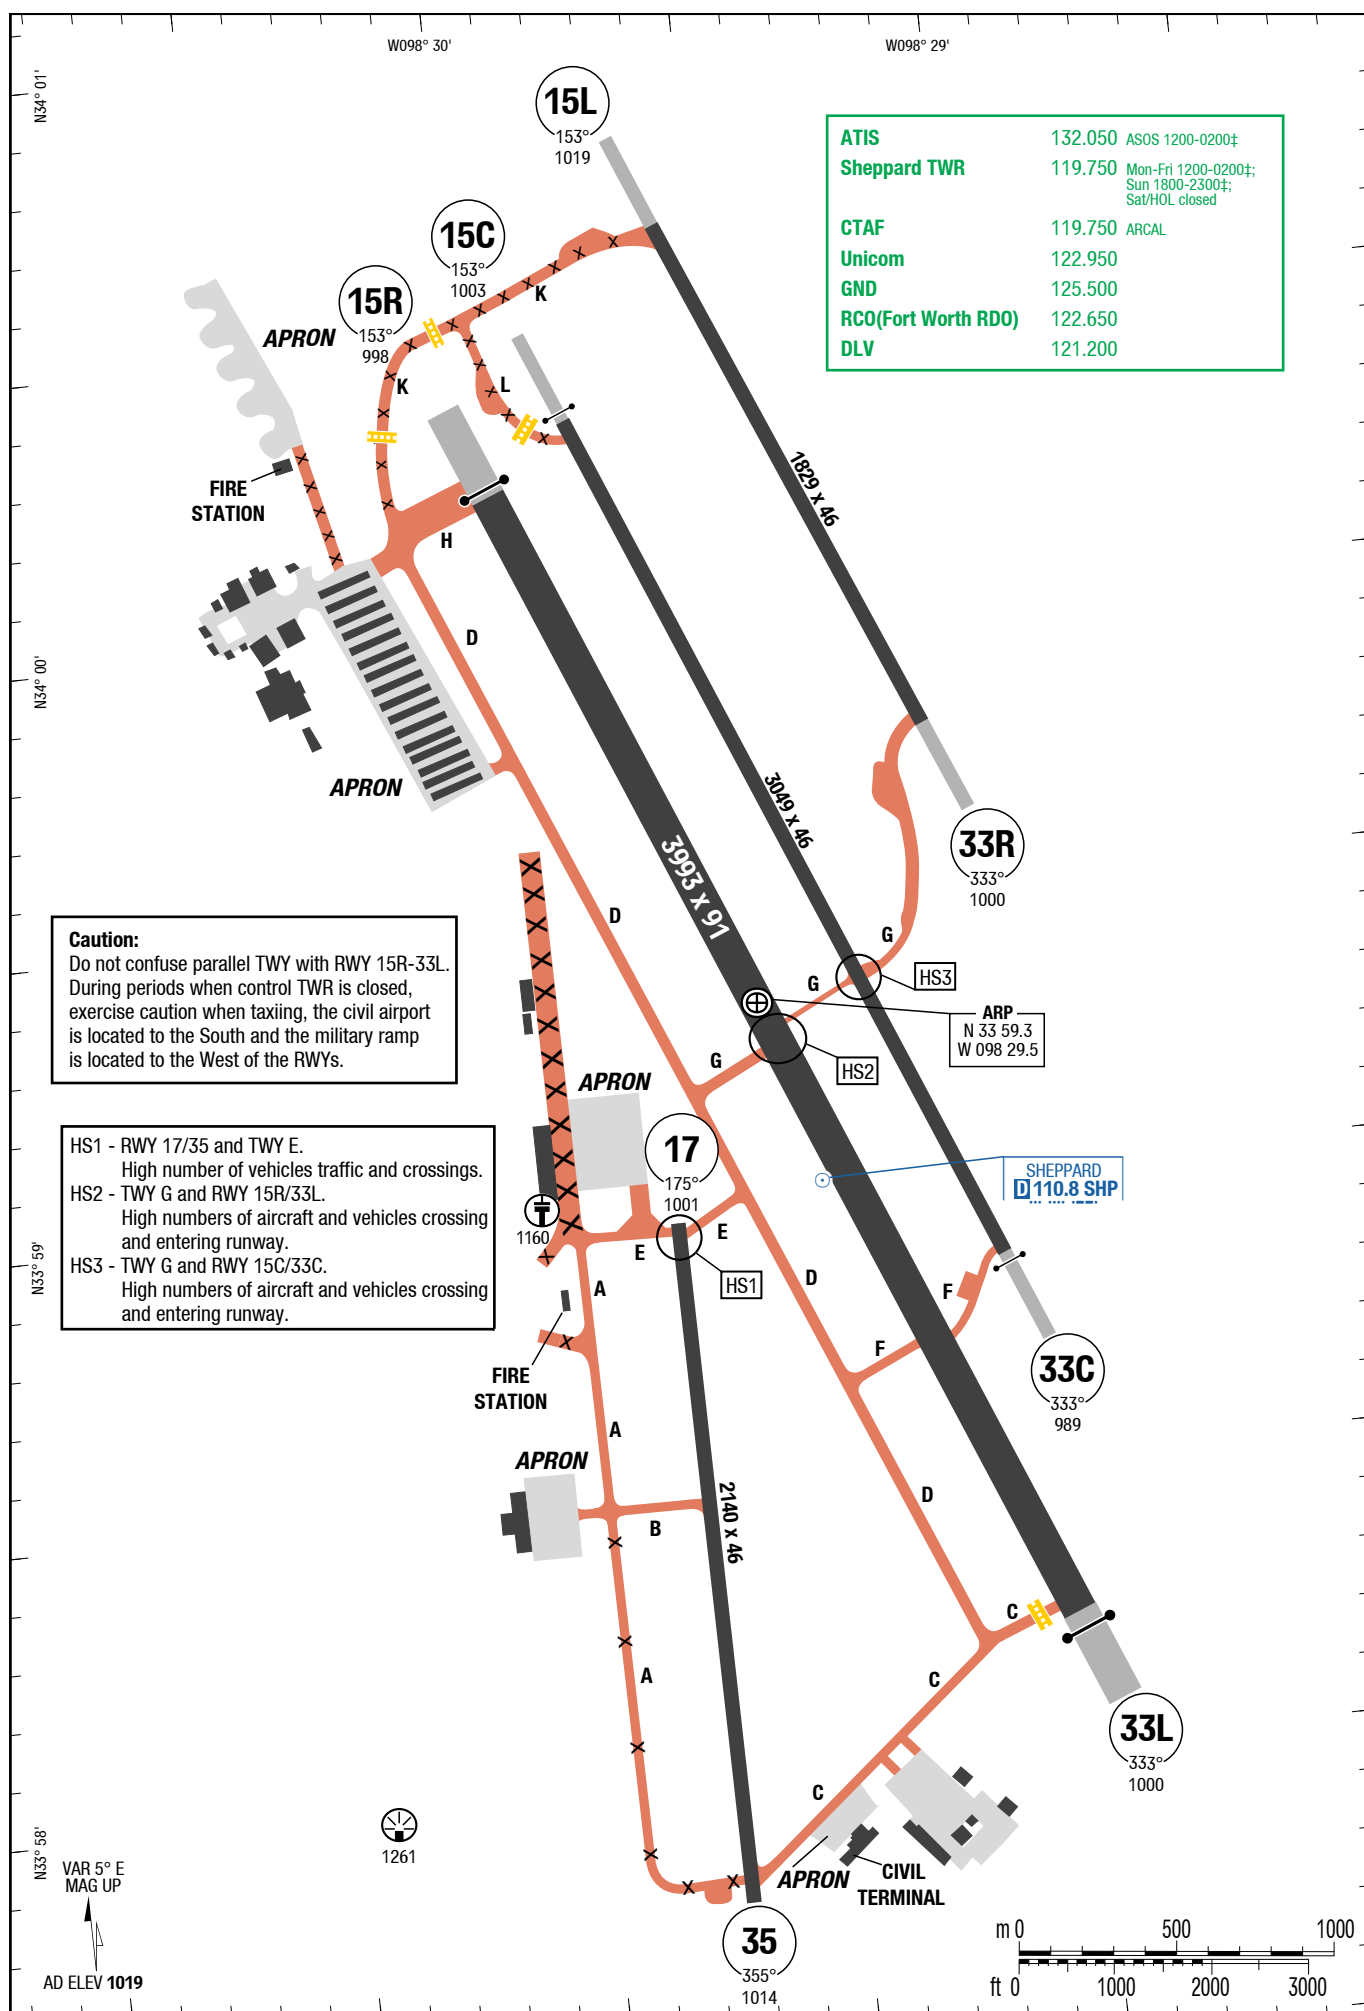 W098° 30'
W098° 29'
N34° 01'
15L
153°
1019
ATIS 132.050 ASOS 1200-0200‡
Sheppard TWR 119.750 Mon-Fri 1200-0200‡;
Sun 1800-2300‡;
Sat/HOL closed
CTAF 119.750 ARCAL
Unicom 122.950
GND 125.500
RCO(Fort Worth RDO) 122.650
DLV 121.200
15C
153°
1003
15R
153°
998
K
APRON
K
L
FIRE
STATION
1829 x 46
H
D
N34° 00'
APRON
3049 x 46
33R
333°
1000
3993 x 91
D
G
G
HS3
Caution:
Do not confuse parallel TWY with RWY 15R-33L.
During periods when control TWR is closed,
exercise caution when taxiing, the civil airport
is located to the South and the military ramp
is located to the West of the RWYs.
ARP
N 33 59.3
W 098 29.5
G
HS2
APRON
17
175°
1001
HS1 - RWY 17/35 and TWY E.
High number of vehicles traffic and crossings.
HS2 - TWY G and RWY 15R/33L.
High numbers of aircraft and vehicles crossing
and entering runway.
HS3 - TWY G and RWY 15C/33C.
High numbers of aircraft and vehicles crossing
and entering runway.
SHEPPARD
D 110.8 SHP
1160
E
E
N33° 59'
HS1
A
D
F
F
FIRE
STATION
33C
333°
989
A
APRON
2140 x 46
B
D
C
A
C
33L
333°
1000
C
1261
N33° 58'
VAR 5° E
MAG UP
APRON
CIVIL
TERMINAL
35
355°
1014
AD ELEV 1019
m 0 500 1000
ft 0 1000 2000 3000